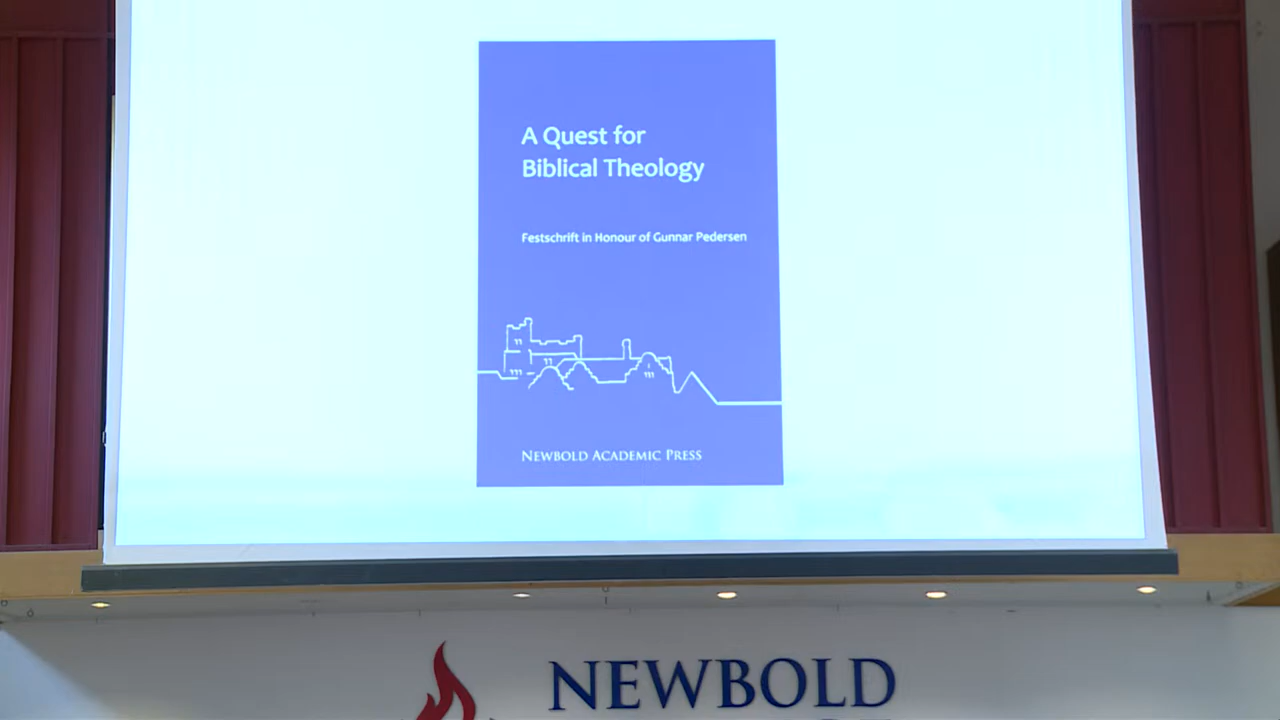 A Quest for
Biblical Theology
Festschrift in Honour of Gunnar Pedersen
NEWBOLD ACADEMIC PRESS
NEWBOLD